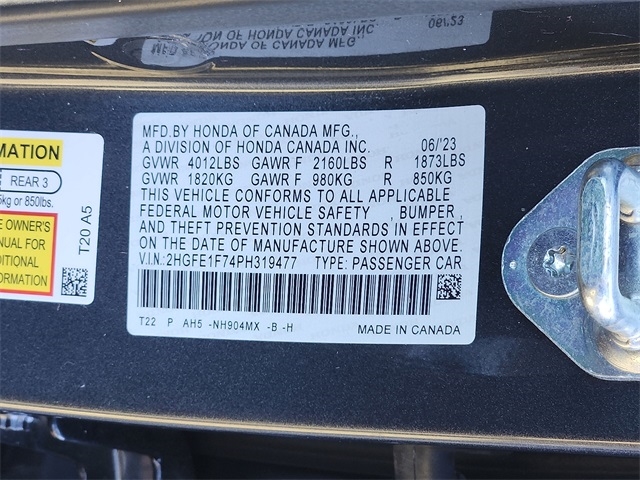 MFD.BY HONDA OF CANADA MFG.,
A DIVISION OF HONDA CANADA INC. 06/'23
GVWR 4012LBS GAWR F 2160LBS R 1873LBS
GVWR 1820KG GAWR F 980KG R 850KG
THIS VEHICLE CONFORMS TO ALL APPLICABLE
FEDERAL MOTOR VEHICLE SAFETY , BUMPER ,
AND THEFT PREVENTION STANDARDS IN EFFECT
ON THE DATE OF MANUFACTURE SHOWN ABOVE.
V.I.N:2HGFE1F74PH319477 TYPE: PASSENGER CAR
T22 P AH5 -NH904MX -B -H MADE IN CANADA
MATION
REAR 3
kg or 850lbs.
E OWNER'S
NUAL FOR
DITIONAL
ORMATION
T20 A5